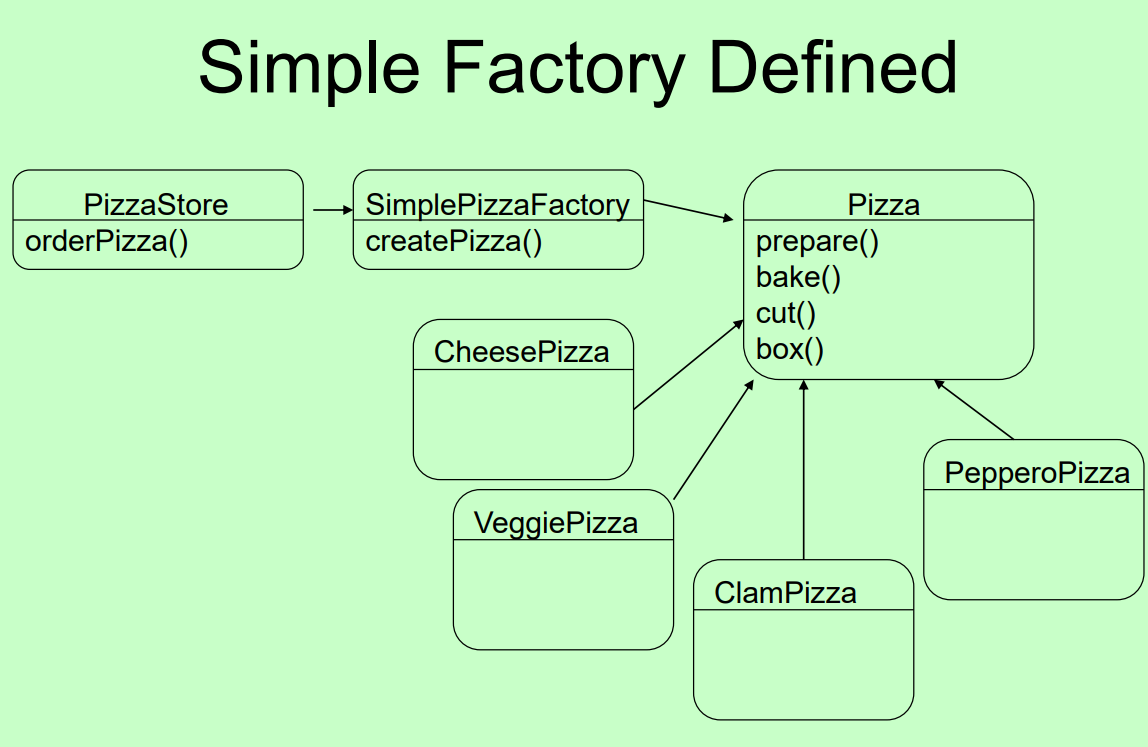 Simple Factory Defined
PizzaStore
orderPizza()
SimplePizzaFactory
createPizza()
Pizza
prepare()
bake()
cut()
box()
CheesePizza
VeggiePizza
ClamPizza
PepperoPizza